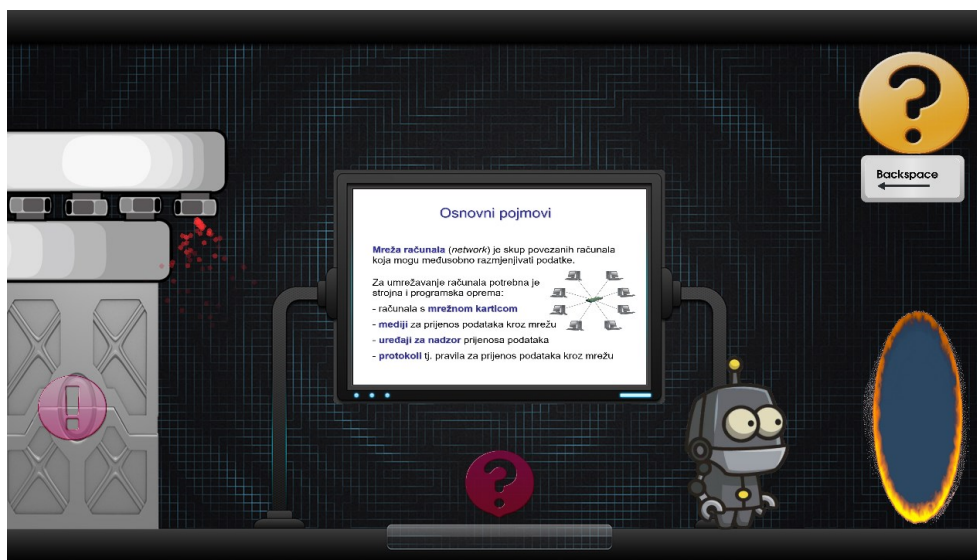 Backspace
Osnovni pojmovi
Mreža računala (network) je skup povezanih računala
koja mogu međusobno razmjenjivati podatke.
Za umrežavanje računala potrebna je
strojna i programska oprema:
- računala s mrežnom karticom
- mediji za prijenos podataka kroz mrežu
- uređaji za nadzor prijenosa podataka
- protokoli tj. pravila za prijenos podataka kroz mrežu